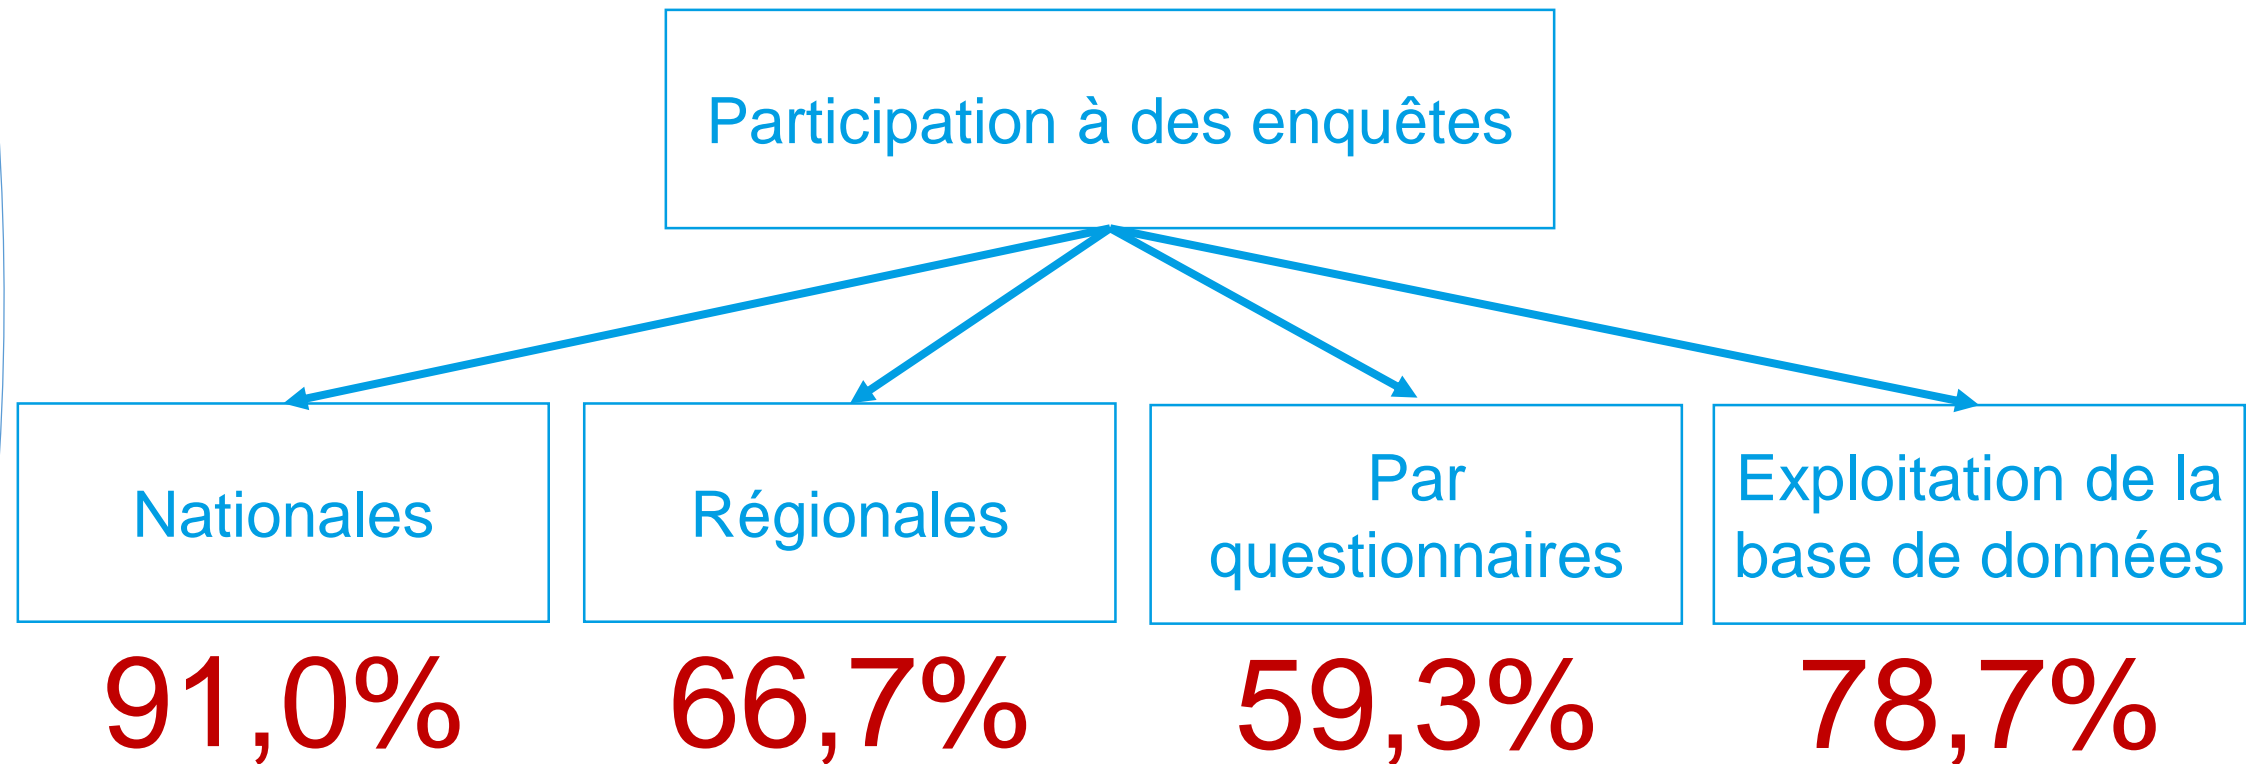 Participation à des enquêtes
Nationales
Régionales
Par
questionnaires
Exploitation de la
base de données
91,0%
66,7%
59,3%
78,7%